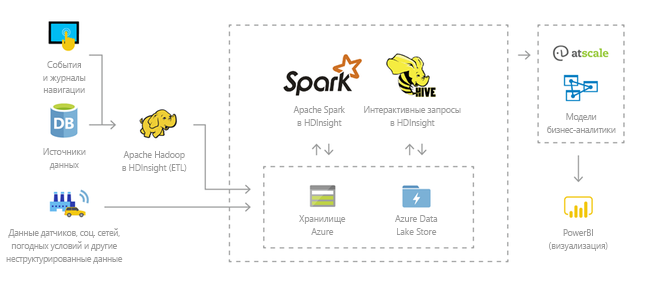 События
и журналы
навигации
DB
Источники
данных
Данные датчиков, соц. сетей,
погодных условий и другие
неструктурированные данные
Apache Hadoop
в HDInsight (ETL)
Spark
Apache Spark
в HDInsight
HIVE
Интерактивные запросы
в HDInsight
Хранилище
Azure
Azure Data
Lake Store
atscale
Модели
бизнес-аналитики
PowerBI
(визуализация)